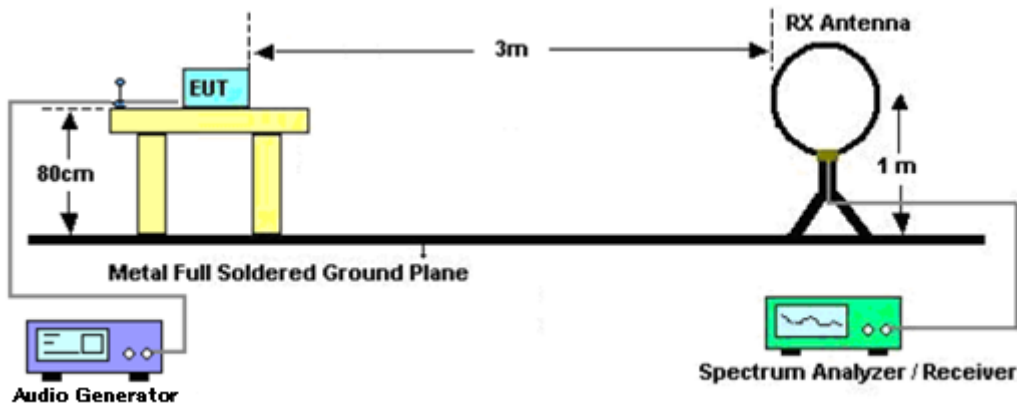 RX Antenna
3m
EUT
80cm
1 m
Metal Full Soldered Ground Plane
Audio Generator
Spectrum Analyzer / Receiver